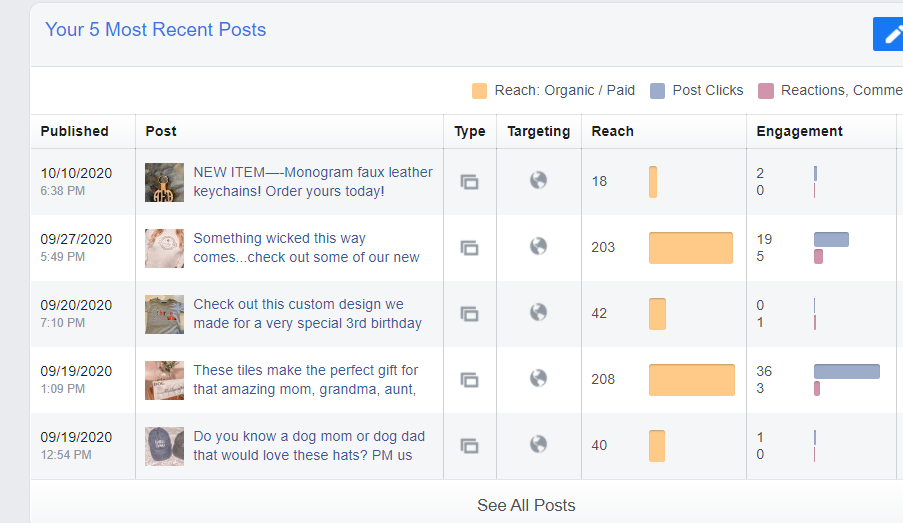 Your 5 Most Recent Posts
Reach: Organic / Paid Post Clicks Reactions, Comme
Published Post Type Targeting Reach Engagement
10/10/2020 NEW ITEM—-Monogram faux leather 18 2
6:38 PM keychains! Order yours today! 0
09/27/2020 Something wicked this way 203 19
5:49 PM comes...check out some of our new 5
09/20/2020 Check out this custom design we 42 0
7:10 PM made for a very special 3rd birthday 1
09/19/2020 These tiles make the perfect gift for 208 36
1:09 PM that amazing mom, grandma, aunt, 3
09/19/2020 Do you know a dog mom or dog dad 40 1
12:54 PM that would love these hats? PM us 0
See All Posts